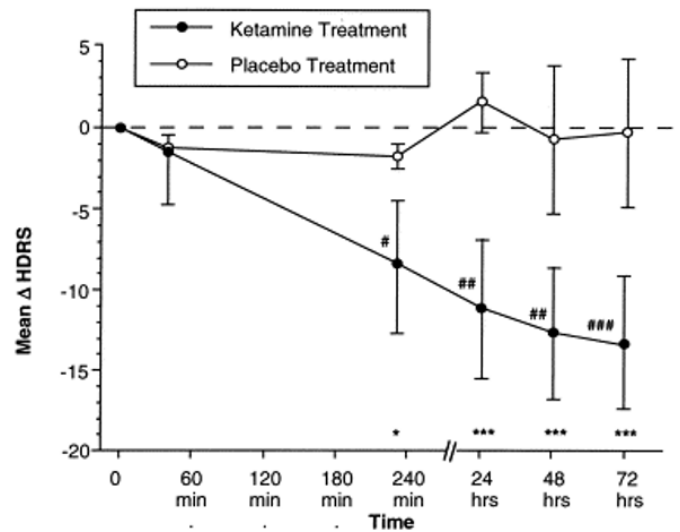 Ketamine Treatment
Placebo Treatment
5
0
-5
-10
-15
-20
Mean Δ HDRS
#
##
##
###
*
***
***
***
0 60 120 180 240 24 48 72
min min min min hrs hrs hrs
Time